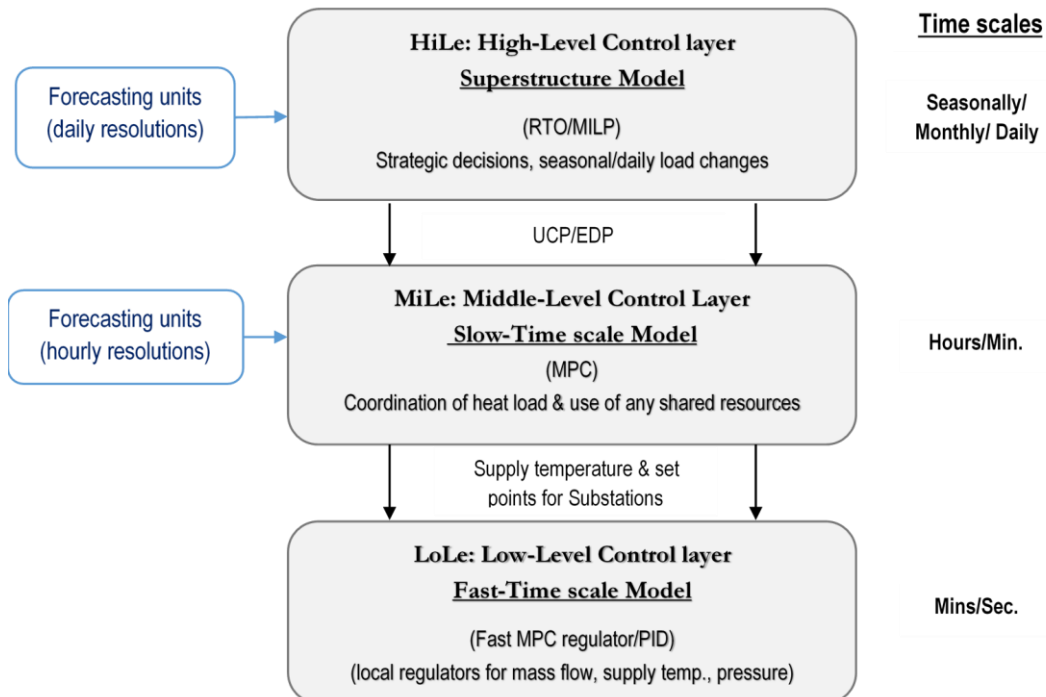 Time scales
HiLe: High-Level Control layer
Superstructure Model
(RTO/MILP)
Strategic decisions, seasonal/daily load changes
Forecasting units
(daily resolutions)
Seasonally/
Monthly/ Daily
UCP/EDP
MiLe: Middle-Level Control Layer
Slow-Time scale Model
(MPC)
Coordination of heat load & use of any shared resources
Forecasting units
(hourly resolutions)
Hours/Min.
Supply temperature & set
points for Substations
LoLe: Low-Level Control layer
Fast-Time scale Model
(Fast MPC regulator/PID)
(local regulators for mass flow, supply temp., pressure)
Mins/Sec.